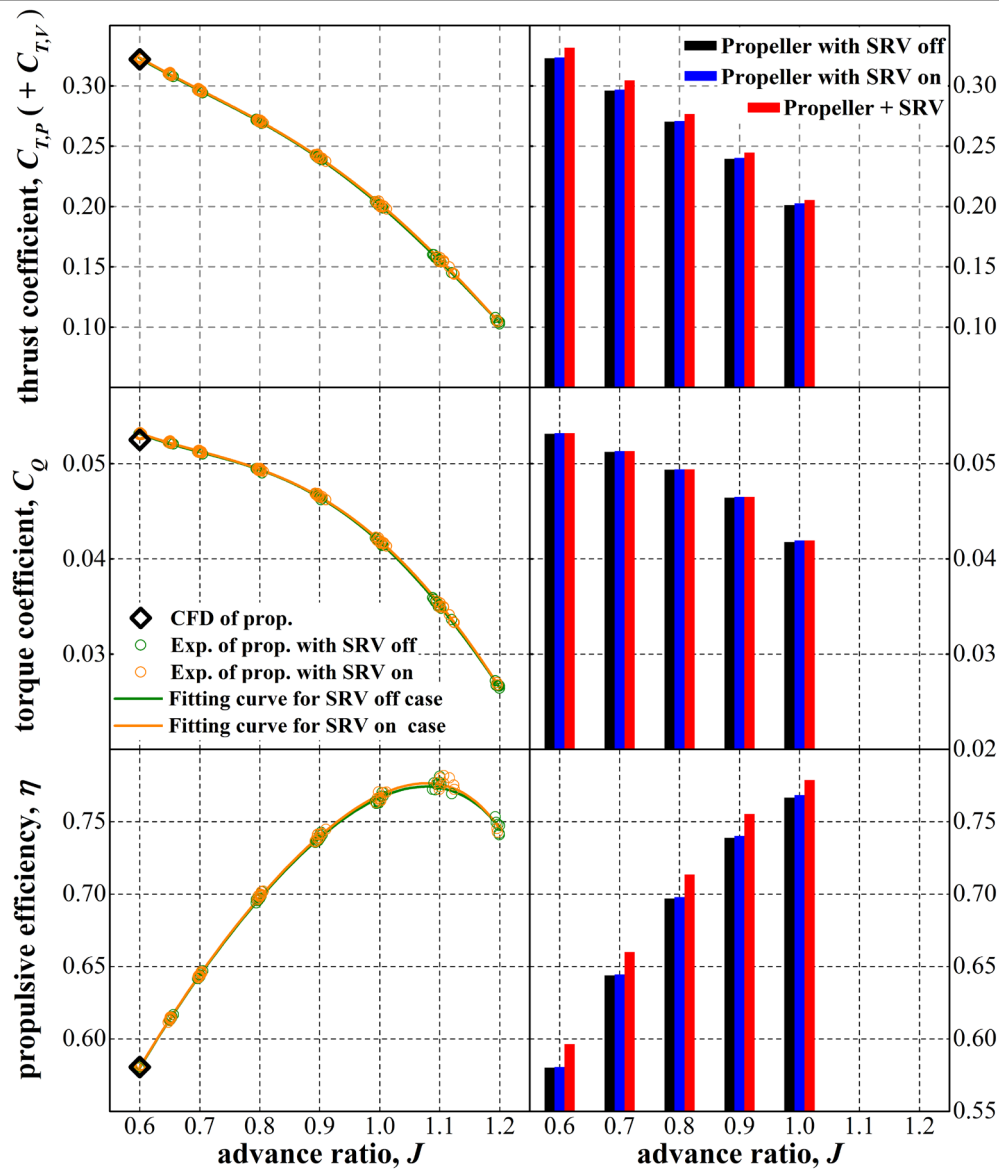 thrust coefficient, C_{T,P} (+ C_{T,V})
0.30
0.25
0.20
0.15
0.10
Propeller with SRV off
Propeller with SRV on
Propeller + SRV
0.30
0.25
0.20
0.15
0.10
torque coefficient, C_Q
0.05
0.04
0.03
CFD of prop.
Exp. of prop. with SRV off
Exp. of prop. with SRV on
Fitting curve for SRV off case
Fitting curve for SRV on case
0.05
0.04
0.03
0.02
propulsive efficiency, η
0.75
0.70
0.65
0.60
0.75
0.70
0.65
0.60
0.55
0.6 0.7 0.8 0.9 1.0 1.1 1.2
advance ratio, J
0.6 0.7 0.8 0.9 1.0 1.1 1.2
advance ratio, J